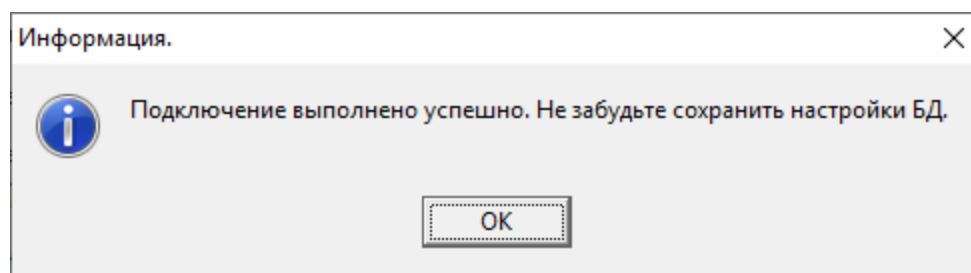 Информация.
Подключение выполнено успешно. Не забудьте сохранить настройки БД.
OK